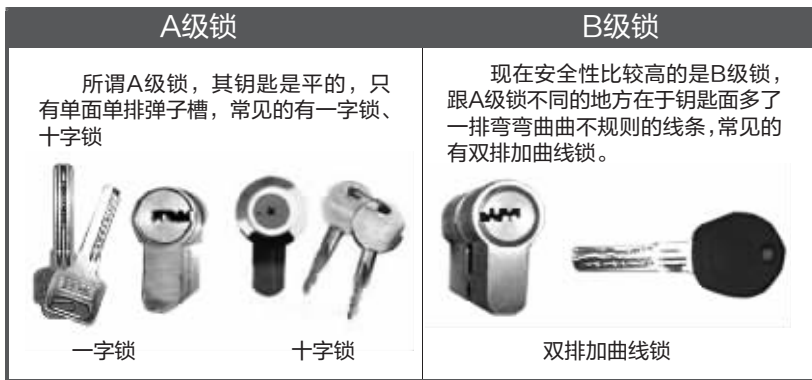 A级锁
所谓A级锁，其钥匙是平的，只
有单面单排弹子槽，常见的有一字锁、
十字锁
一字锁
十字锁
B级锁
现在安全性比较高的是B级锁，
跟A级锁不同的地方在于钥匙面多了
一排弯弯曲曲不规则的线条，常见的
有双排加曲线锁。
双排加曲线锁